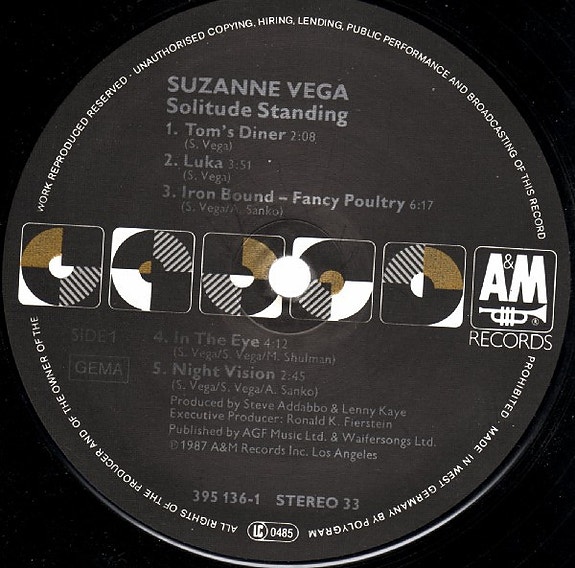 WORK REPRODUCED RESERVED · UNAUTHORISED COPYING, HIRING, LENDING, PUBLIC PERFORMANCE AND BROADCASTING OF THIS RECORD
SUZANNE VEGA
Solitude Standing
1. Tom's Diner 2:08
(S. Vega)
2. Luka 3:51
(S. Vega)
3. Iron Bound – Fancy Poultry 6:17
(S. Vega/A. Sanko)
A&M
®
RECORDS
SIDE 1
GEMA
4. In The Eye 4:12
(S. Vega/S. Vega/M. Shulman)
5. Night Vision 2:45
(S. Vega/S. Vega/A. Sanko)
Produced by Steve Addabbo & Lenny Kaye
Executive Producer: Ronald K. Fierstein
Published by AGF Music Ltd. & Waifersongs Ltd.
℗1987 A&M Records Inc. Los Angeles
395 136-1 STEREO 33
PROHIBITED. MADE IN WEST GERMANY BY POLYGRAM
LC 0485
ALL RIGHTS OF THE PRODUCER AND OF THE OWNER OF THE